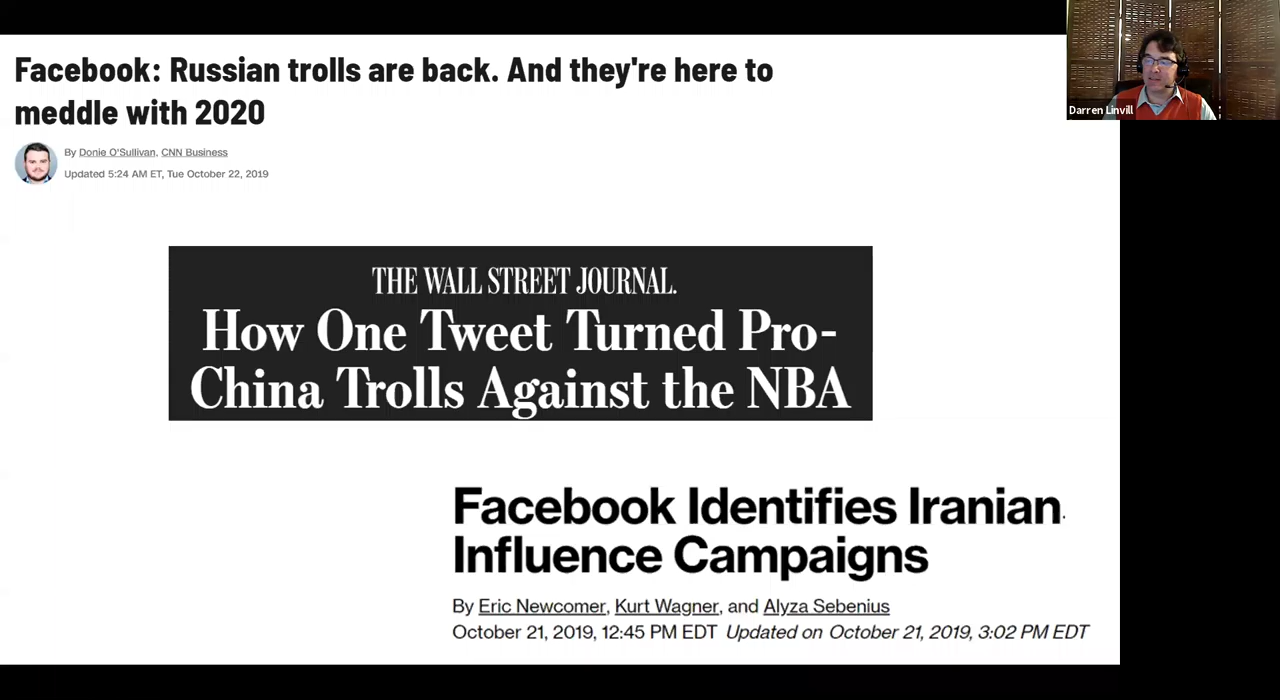 Facebook: Russian trolls are back. And they're here to
meddle with 2020
By Donie O'Sullivan, CNN Business
Updated 5:24 AM ET, Tue October 22, 2019
Darren Linvill
THE WALL STREET JOURNAL.
How One Tweet Turned Pro-
China Trolls Against the NBA
Facebook Identifies Iranian
Influence Campaigns
By Eric Newcomer, Kurt Wagner, and Alyza Sebenius
October 21, 2019, 12:45 PM EDT Updated on October 21, 2019, 3:02 PM EDT